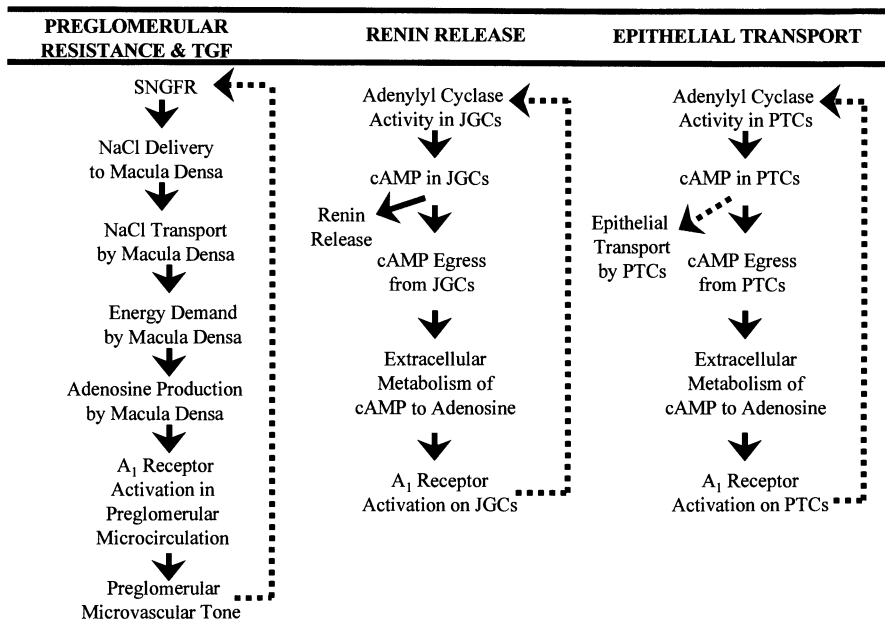 PREGLOMERULAR
RESISTANCE & TGF
SNGFR
NaCl Delivery
to Macula Densa
NaCl Transport
by Macula Densa
Energy Demand
by Macula Densa
Adenosine Production
by Macula Densa
A1 Receptor
Activation in
Preglomerular
Microcirculation
Preglomerular
Microvascular Tone
RENIN RELEASE
Adenylyl Cyclase
Activity in JGCs
cAMP in JGCs
Renin
Release
cAMP Egress
from JGCs
Extracellular
Metabolism of
cAMP to Adenosine
A1 Receptor
Activation on JGCs
EPITHELIAL TRANSPORT
Adenylyl Cyclase
Activity in PTCs
cAMP in PTCs
Epithelial
Transport
by PTCs
cAMP Egress
from PTCs
Extracellular
Metabolism of
cAMP to Adenosine
A1 Receptor
Activation on PTCs